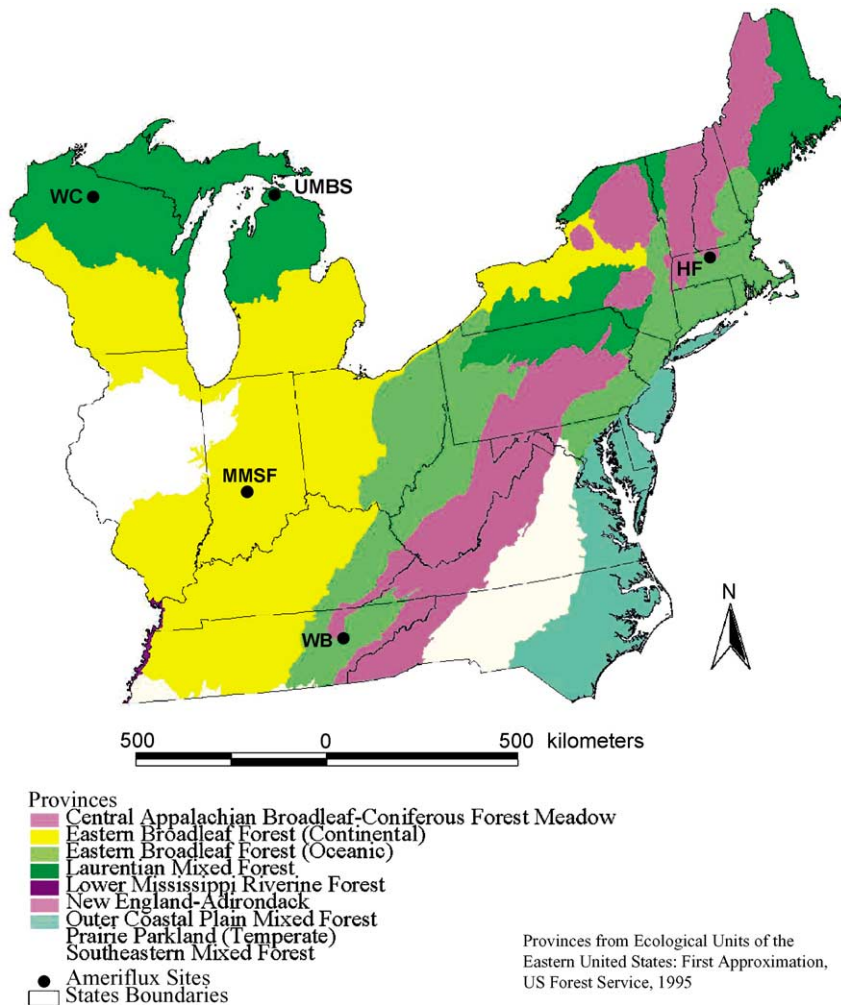 WC
UMBS
HF
MMSF
WB
N
500 0 500 kilometers
Provinces
Central Appalachian Broadleaf-Coniferous Forest Meadow
Eastern Broadleaf Forest (Continental)
Eastern Broadleaf Forest (Oceanic)
Laurentian Mixed Forest
Lower Mississippi Riverine Forest
New England-Adirondack
Outer Coastal Plain Mixed Forest
Prairie Parkland (Temperate)
Southeastern Mixed Forest
Ameriflux Sites
States Boundaries
Provinces from Ecological Units of the
Eastern United States: First Approximation,
US Forest Service, 1995